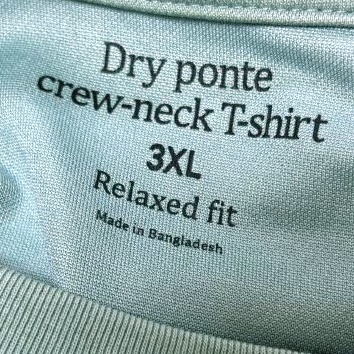 Dry ponte
crew-neck T-shirt
3XL
Relaxed fit
Made in Bangladesh